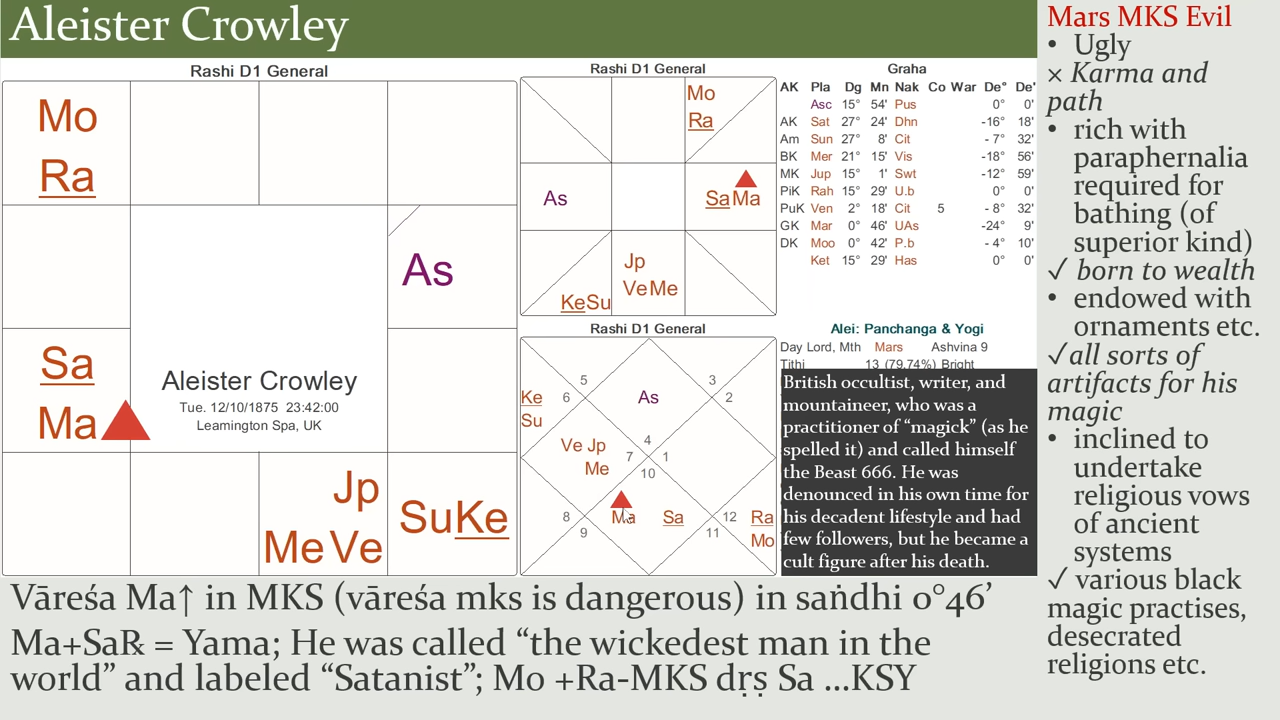 Aleister Crowley
Rashi D1 General
Mo
Ra
As
Sa
Ma
Aleister Crowley
Tue. 12/10/1875 23:42:00
Leamington Spa, UK
Jp
Me Ve
Su Ke
Rashi D1 General
Mo
Ra
As
Sa Ma
Jp
Ve Me
Ke Su
Rashi D1 General
5
3
6
As
2
Ke
Su
Ve Jp
4
7
1
Me
10
8
Ma
Sa
12
Ra
9
11
Mo
Graha
AK Pla Dg Mn Nak Co War De° De'
Asc 15° 54' Pus 0° 0'
AK Sat 27° 24' Dhn -16° 18'
Am Sun 27° 8' Cit - 7° 32'
BK Mer 21° 15' Vis -18° 56'
MK Jup 15° 1' Swt -12° 59'
PiK Rah 15° 29' U.b 0° 0'
PuK Ven 2° 18' Cit 5 - 8° 32'
GK Mar 0° 46' UAs -24° 9'
DK Moo 0° 42' P.b - 4° 10'
Ket 15° 29' Has 0° 0'
Alei: Panchanga & Yogi
Day Lord, Mth Mars Ashvina 9
Tithi 13 (79.74%) Bright
British occultist, writer, and
mountaineer, who was a
practitioner of “magick” (as he
spelled it) and called himself
the Beast 666. He was
denounced in his own time for
his decadent lifestyle and had
few followers, but he became a
cult figure after his death.
Vāreśa Ma↑ in MKS (vāreśa mks is dangerous) in saṅdhi 0°46’
Ma+SaR = Yama; He was called “the wickedest man in the
world” and labeled “Satanist”; Mo +Ra-MKS dṛṣ Sa ...KSY
Mars MKS Evil
• Ugly
× Karma and
path
• rich with
paraphernalia
required for
bathing (of
superior kind)
✓ born to wealth
• endowed with
ornaments etc.
✓all sorts of
artifacts for his
magic
• inclined to
undertake
religious vows
of ancient
systems
✓ various black
magic practises,
desecrated
religions etc.